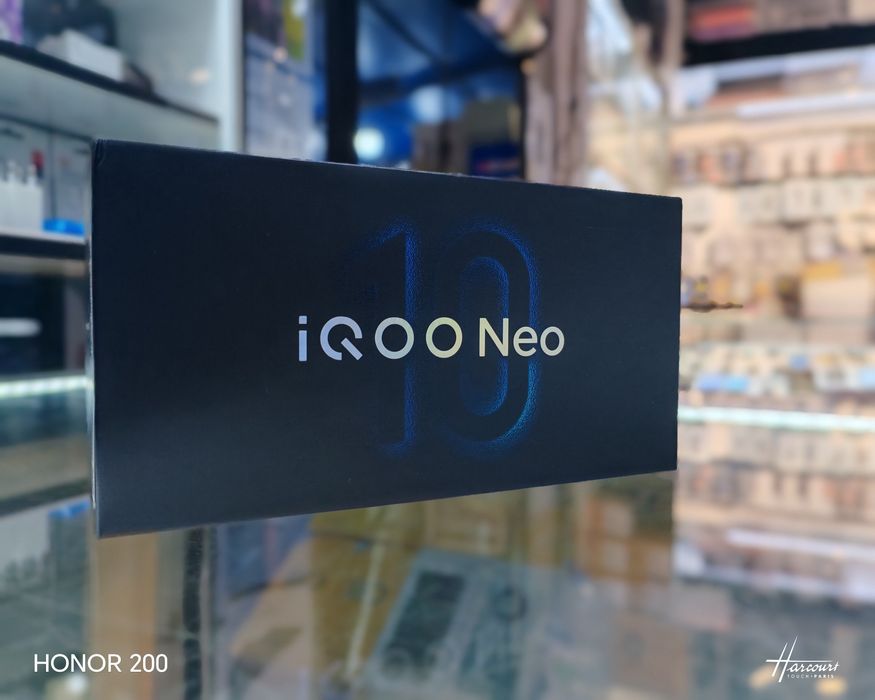 10
iQOO Neo
HONOR 200
Harcourt
TOUCH • PARIS